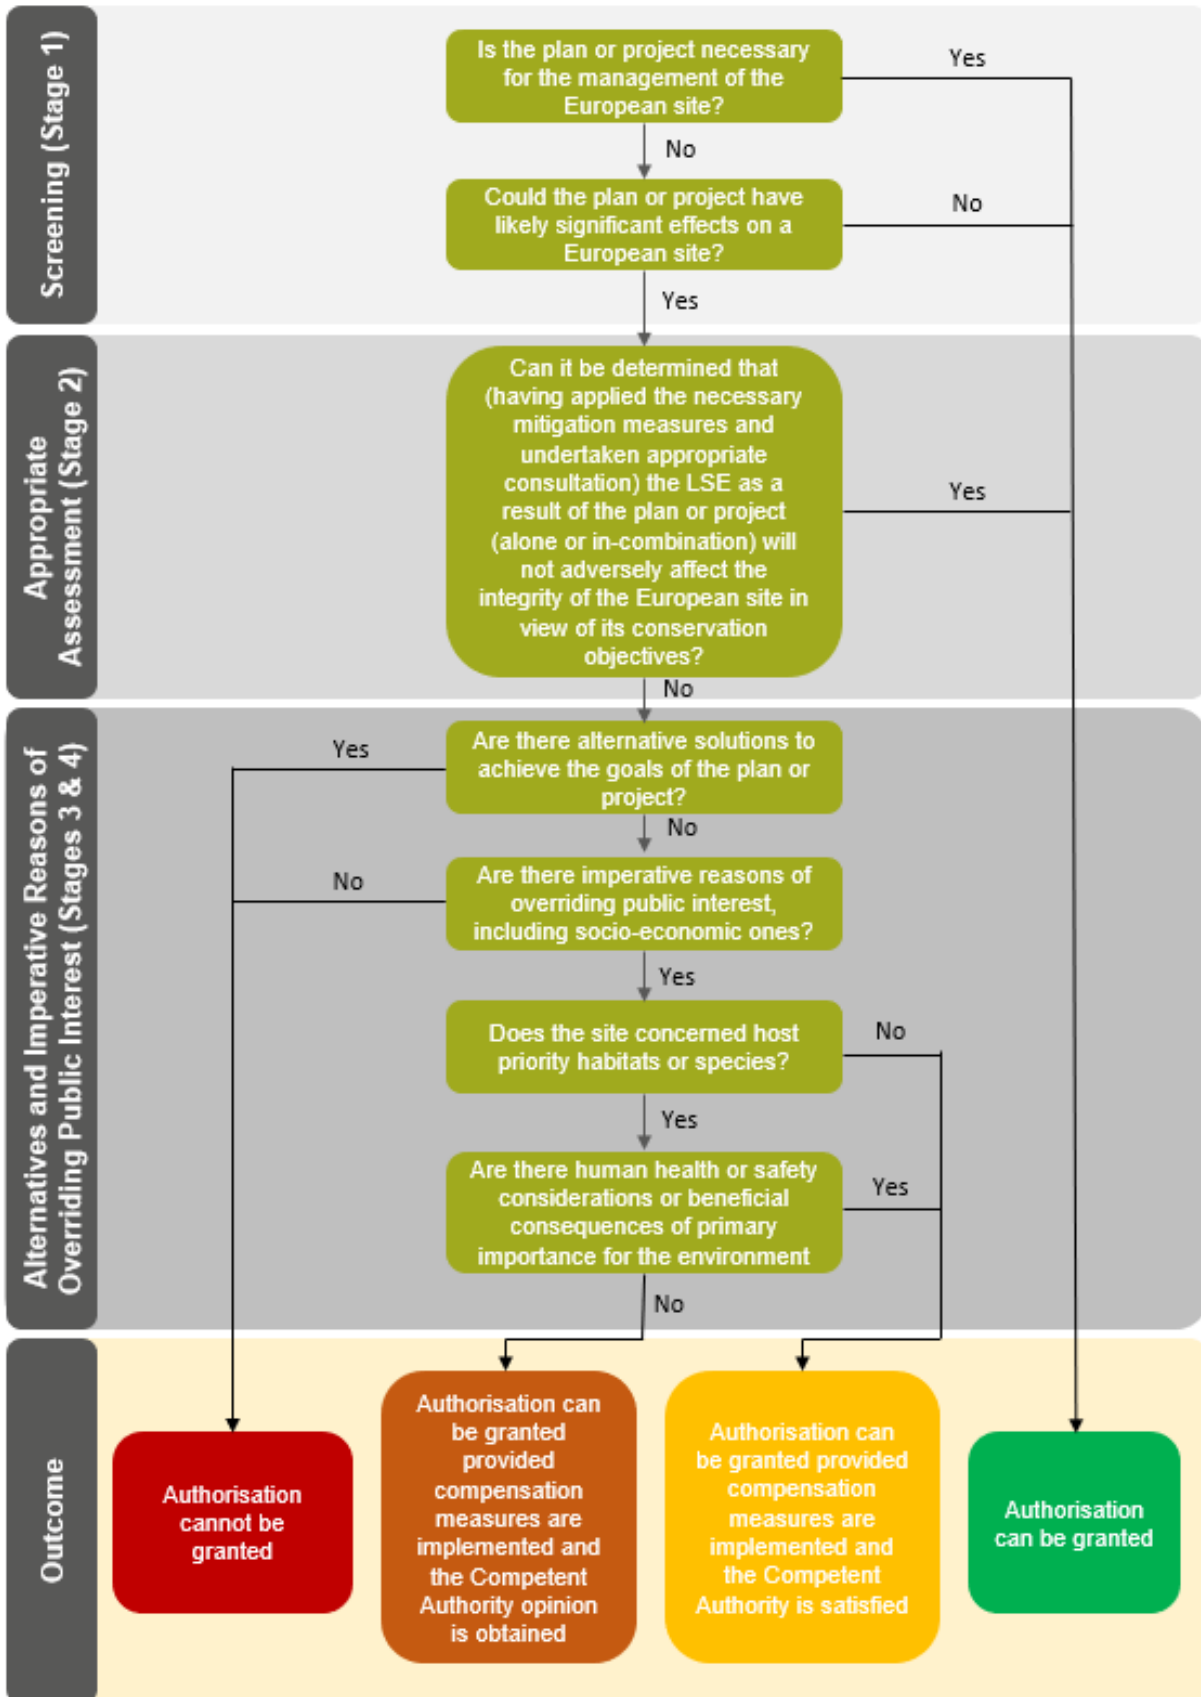 Screening (Stage 1)
Is the plan or project necessary
for the management of the
European site?
Yes
No
Could the plan or project have
likely significant effects on a
European site?
No
Yes
Appropriate
Assessment (Stage 2)
Can it be determined that
(having applied the necessary
mitigation measures and
undertaken appropriate
consultation) the LSE as a
result of the plan or project
(alone or in-combination) will
not adversely affect the
integrity of the European site in
view of its conservation
objectives?
Yes
No
Alternatives and Imperative Reasons of
Overriding Public Interest (Stages 3 & 4)
Are there alternative solutions to
achieve the goals of the plan or
project?
Yes
No
Are there imperative reasons of
overriding public interest,
including socio-economic ones?
No
Yes
Does the site concerned host
priority habitats or species?
No
Yes
Are there human health or safety
considerations or beneficial
consequences of primary
importance for the environment
Yes
No
Outcome
Authorisation
cannot be
granted
Authorisation can
be granted
provided
compensation
measures are
implemented and
the Competent
Authority opinion
is obtained
Authorisation can
be granted provided
compensation
measures are
implemented and
the Competent
Authority is satisfied
Authorisation
can be granted